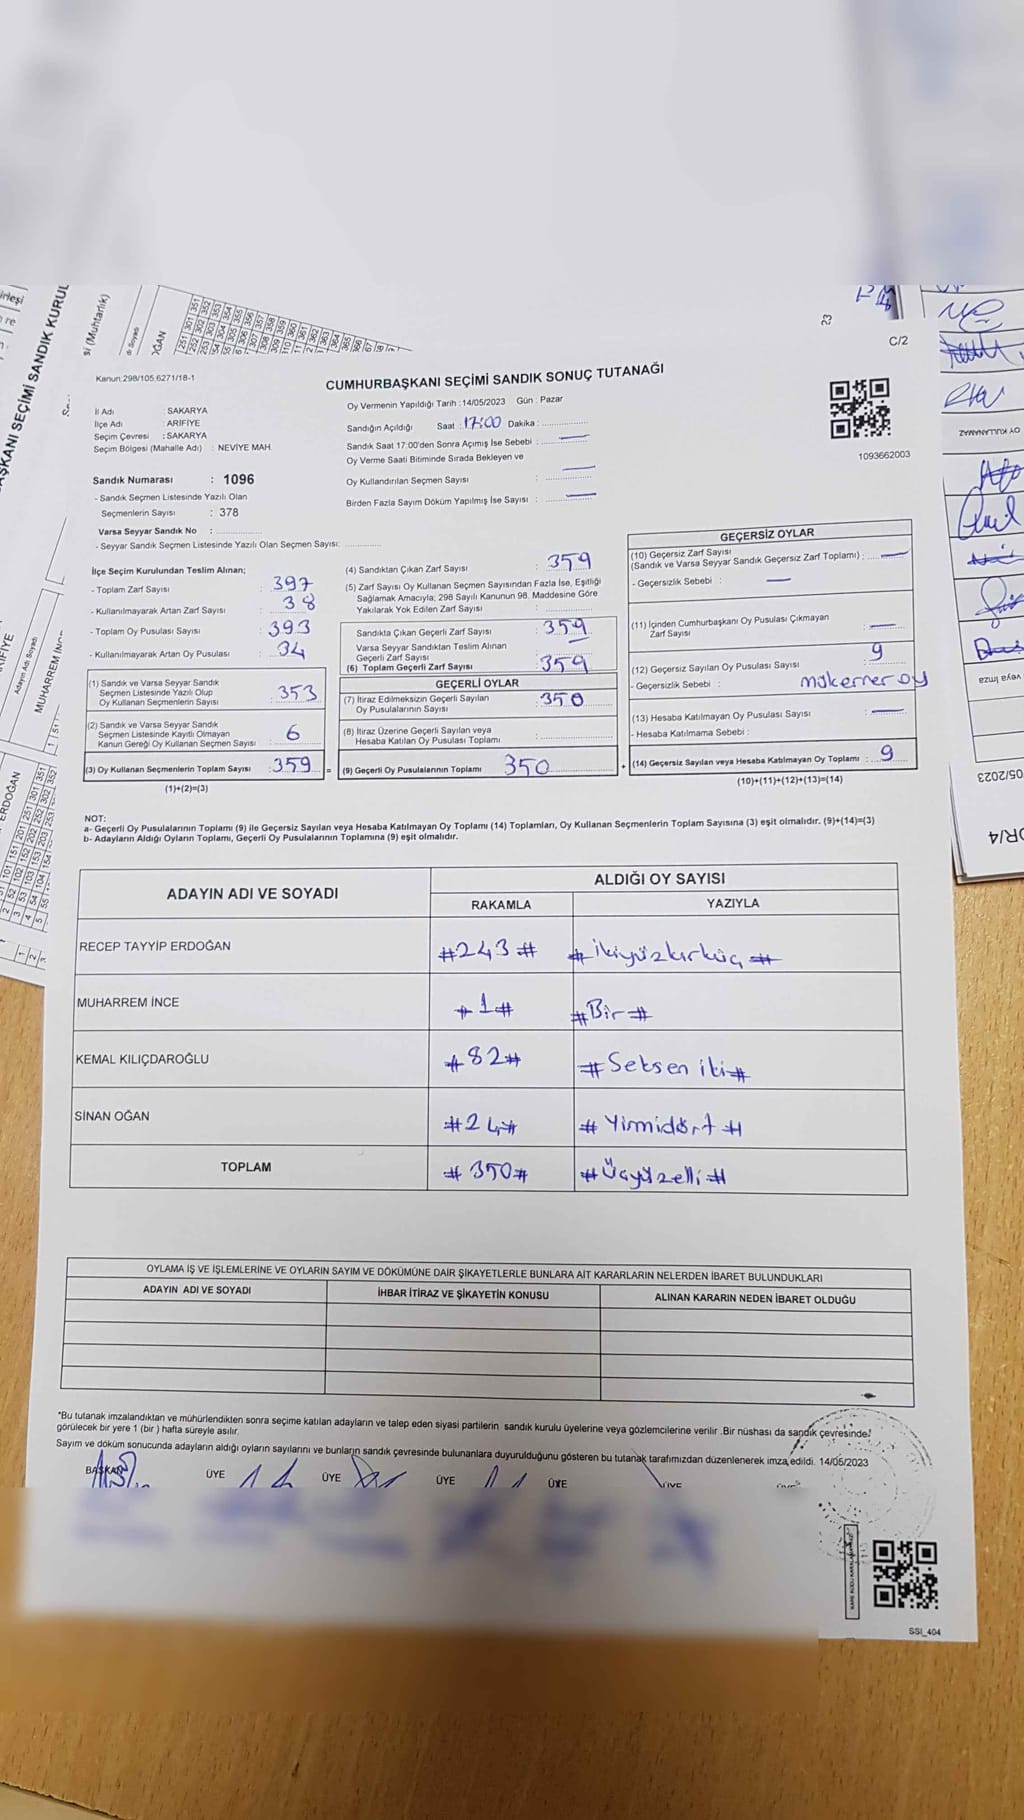 C/2
Kanun:298/105,6271/18-1
CUMHURBAŞKANI SEÇİMİ SANDIK SONUÇ TUTANAĞI
İl Adı : SAKARYA
İlçe Adı : ARİFİYE
Seçim Çevresi : SAKARYA
Seçim Bölgesi (Mahalle Adı) : NEVİYE MAH.
Sandık Numarası : 1096
- Sandık Seçmen Listesinde Yazılı Olan
Seçmenlerin Sayısı : 378
Varsa Seyyar Sandık No :
- Seyyar Sandık Seçmen Listesinde Yazılı Olan Seçmen Sayısı:
Oy Vermenin Yapıldığı Tarih :14/05/2023 Gün : Pazar
Sandığın Açıldığı Saat : 17:00 Dakika :
Sandık Saat 17:00'den Sonra Açımış İse Sebebi : —
Oy Verme Saati Bitiminde Sırada Bekleyen ve
Oy Kullandırılan Seçmen Sayısı : —
Birden Fazla Sayım Döküm Yapılmış İse Sayısı : —
1093662003
İlçe Seçim Kurulundan Teslim Alınan;
- Toplam Zarf Sayısı : 397
- Kullanılmayarak Artan Zarf Sayısı : 38
- Toplam Oy Pusulası Sayısı : 393
- Kullanılmayarak Artan Oy Pusulası : 34
(1) Sandık ve Varsa Seyyar Sandık
Seçmen Listesinde Yazılı Olup
Oy Kullanan Seçmenlerin Sayısı : 353
(2) Sandık ve Varsa Seyyar Sandık
Seçmen Listesinde Kayıtlı Olmayan
Kanun Gereği Oy Kullanan Seçmen Sayısı : 6
(3) Oy Kullanan Seçmenlerin Toplam Sayısı : 359
(1)+(2)=(3)
(4) Sandıktan Çıkan Zarf Sayısı : 359
(5) Zarf Sayısı Oy Kullanan Seçmen Sayısından Fazla İse, Eşitliği
Sağlamak Amacıyla; 298 Sayılı Kanunun 98. Maddesine Göre
Yakılarak Yok Edilen Zarf Sayısı :
Sandıkta Çıkan Geçerli Zarf Sayısı : 359
Varsa Seyyar Sandıktan Teslim Alınan
Geçerli Zarf Sayısı : —
(6) Toplam Geçerli Zarf Sayısı : 359
GEÇERLİ OYLAR
(7) İtiraz Edilmeksizin Geçerli Sayılan
Oy Pusulalarının Sayısı : 350
(8) İtiraz Üzerine Geçerli Sayılan veya
Hesaba Katılan Oy Pusulası Toplamı :
= (9) Geçerli Oy Pusulalarının Toplamı 350
GEÇERSİZ OYLAR
(10) Geçersiz Zarf Sayısı
(Sandık ve Varsa Seyyar Sandık Geçersiz Zarf Toplamı) : —
- Geçersizlik Sebebi : —
(11) İçinden Cumhurbaşkanı Oy Pusulası Çıkmayan
Zarf Sayısı : —
(12) Geçersiz Sayılan Oy Pusulası Sayısı : 9
- Geçersizlik Sebebi : mükerrer oy
(13) Hesaba Katılmayan Oy Pusulası Sayısı : —
- Hesaba Katılmama Sebebi :
+ (14) Geçersiz Sayılan veya Hesaba Katılmayan Oy Toplamı : 9
(10)+(11)+(12)+(13)=(14)
NOT:
a- Geçerli Oy Pusulalarının Toplamı (9) ile Geçersiz Sayılan veya Hesaba Katılmayan Oy Toplamı (14) Toplamları, Oy Kullanan Seçmenlerin Toplam Sayısına (3) eşit olmalıdır. (9)+(14)=(3)
b- Adayların Aldığı Oyların Toplamı, Geçerli Oy Pusulalarının Toplamına (9) eşit olmalıdır.
ADAYIN ADI VE SOYADI ALDIĞI OY SAYISI
RAKAMLA YAZIYLA
RECEP TAYYİP ERDOĞAN #243# #İkiyüzkırküç#
MUHARREM İNCE #1# #Bir#
KEMAL KILIÇDAROĞLU #82# #Seksen iki#
SİNAN OĞAN #24# #Yirmidört#
TOPLAM #350# #Üçyüzelli#
OYLAMA İŞ VE İŞLEMLERİNE VE OYLARIN SAYIM VE DÖKÜMÜNE DAİR ŞİKAYETLERLE BUNLARA AİT KARARLARIN NELERDEN İBARET BULUNDUKLARI
ADAYIN ADI VE SOYADI İHBAR İTİRAZ VE ŞİKAYETİN KONUSU ALINAN KARARIN NEDEN İBARET OLDUĞU
*Bu tutanak imzalandıktan ve mühürlendikten sonra seçime katılan adayların ve talep eden siyasi partilerin sandık kurulu üyelerine veya gözlemcilerine verilir .Bir nüshası da sandık çevresinde
görülecek bir yere 1 (bir ) hafta süreyle asılır.
Sayım ve döküm sonucunda adayların aldığı oyların sayılarını ve bunların sandık çevresinde bulunanlara duyurulduğunu gösteren bu tutanak tarafımızdan düzenlenerek imza edildi. 14/05/2023
BAŞKAN ÜYE ÜYE ÜYE ÜYE ÜYE
SSI_404